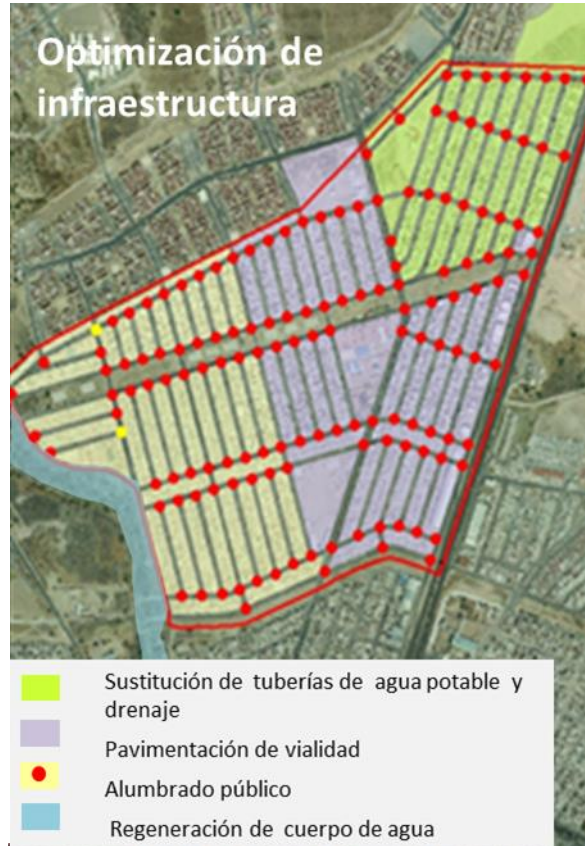 Optimización de
infraestructura
Sustitución de tuberías de agua potable y
drenaje
Pavimentación de vialidad
Alumbrado público
Regeneración de cuerpo de agua